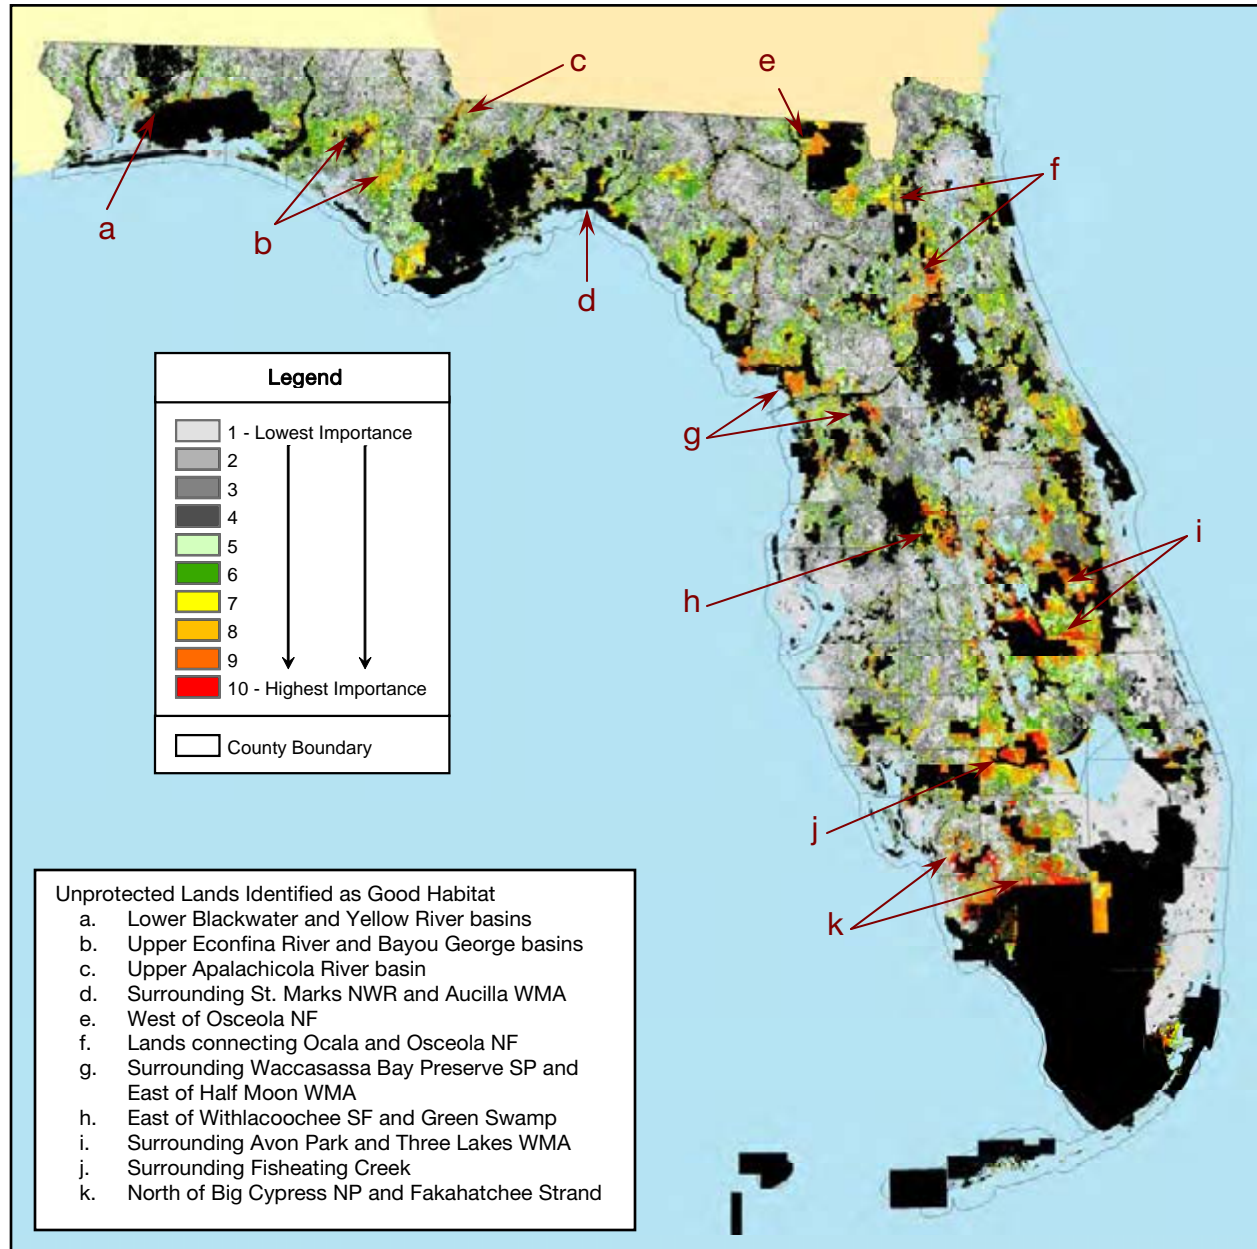 c
e
f
a
b
d
g
h
i
j
k
Legend
1 - Lowest Importance
2
3
4
5
6
7
8
9
10 - Highest Importance
County Boundary
Unprotected Lands Identified as Good Habitat
a. Lower Blackwater and Yellow River basins
b. Upper Econfina River and Bayou George basins
c. Upper Apalachicola River basin
d. Surrounding St. Marks NWR and Aucilla WMA
e. West of Osceola NF
f. Lands connecting Ocala and Osceola NF
g. Surrounding Waccasassa Bay Preserve SP and
East of Half Moon WMA
h. East of Withlacoochee SF and Green Swamp
i. Surrounding Avon Park and Three Lakes WMA
j. Surrounding Fisheating Creek
k. North of Big Cypress NP and Fakahatchee Strand